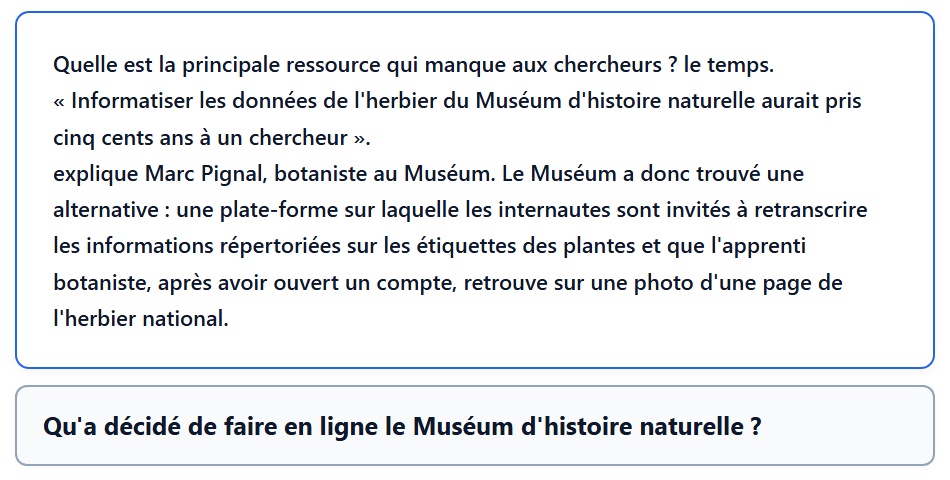 Quelle est la principale ressource qui manque aux chercheurs ? le temps.
« Informatiser les données de l'herbier du Muséum d'histoire naturelle aurait pris
cinq cents ans à un chercheur ».
explique Marc Pignal, botaniste au Muséum. Le Muséum a donc trouvé une
alternative : une plate-forme sur laquelle les internautes sont invités à retranscrire
les informations répertoriées sur les étiquettes des plantes et que l'apprenti
botaniste, après avoir ouvert un compte, retrouve sur une photo d'une page de
l'herbier national.
Qu'a décidé de faire en ligne le Muséum d'histoire naturelle ?